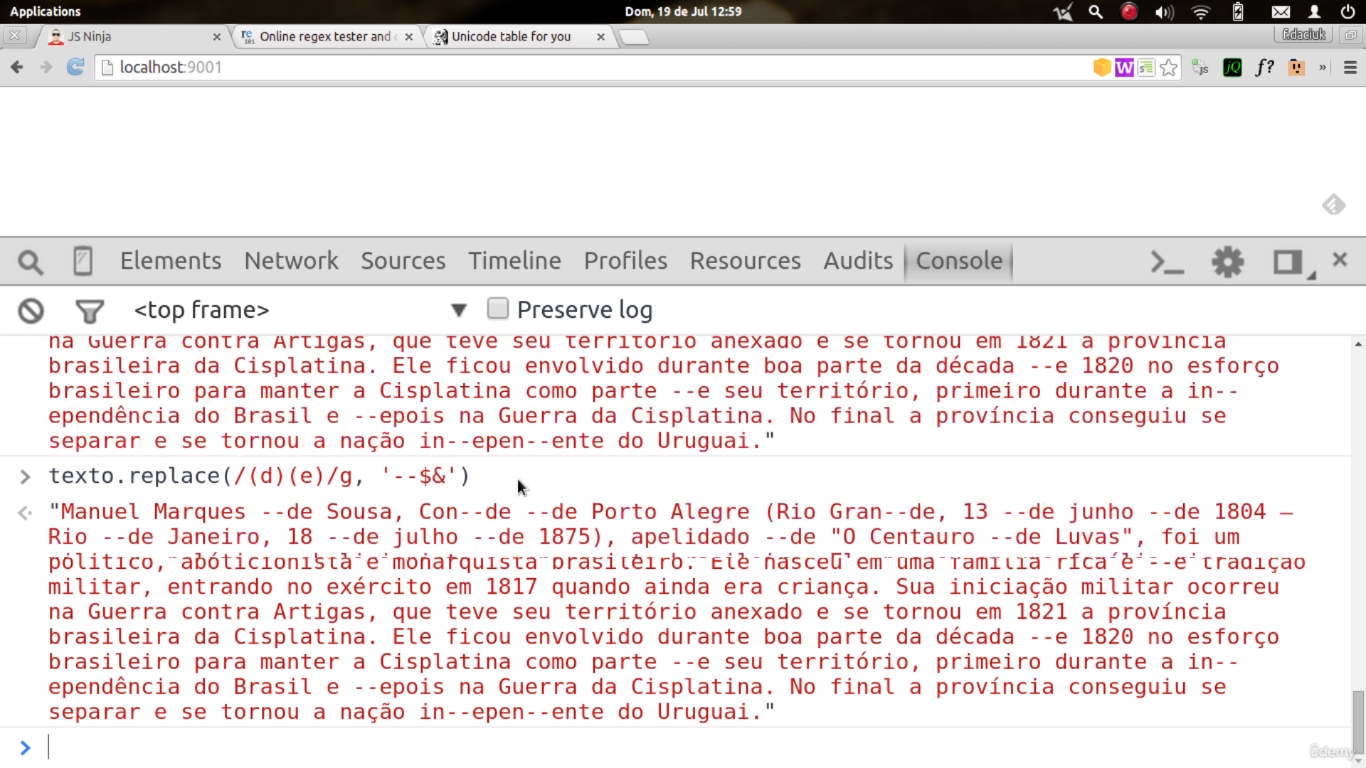 Applications
Dom, 19 de Jul 12:59
JS Ninja
Online regex tester and
Unicode table for you
f.daciuk
localhost:9001
Elements Network Sources Timeline Profiles Resources Audits Console
<top frame> Preserve log
na Guerra contra Artigas, que teve seu território anexado e se tornou em 1821 a província
brasileira da Cisplatina. Ele ficou envolvido durante boa parte da década --e 1820 no esforço
brasileiro para manter a Cisplatina como parte --e seu território, primeiro durante a in--
ependência do Brasil e --epois na Guerra da Cisplatina. No final a província conseguiu se
separar e se tornou a nação in--epen--ente do Uruguai."
texto.replace(/(d)(e)/g, '--$&')
"Manuel Marques --de Sousa, Con--de --de Porto Alegre (Rio Gran--de, 13 --de junho --de 1804 —
Rio --de Janeiro, 18 --de julho --de 1875), apelidado --de "O Centauro --de Luvas", foi um
político, abolicionista e monarquista brasileiro. Ele nasceu em uma família rica e --e tradição
militar, entrando no exército em 1817 quando ainda era criança. Sua iniciação militar ocorreu
na Guerra contra Artigas, que teve seu território anexado e se tornou em 1821 a província
brasileira da Cisplatina. Ele ficou envolvido durante boa parte da década --e 1820 no esforço
brasileiro para manter a Cisplatina como parte --e seu território, primeiro durante a in--
ependência do Brasil e --epois na Guerra da Cisplatina. No final a província conseguiu se
separar e se tornou a nação in--epen--ente do Uruguai."
ûdemy